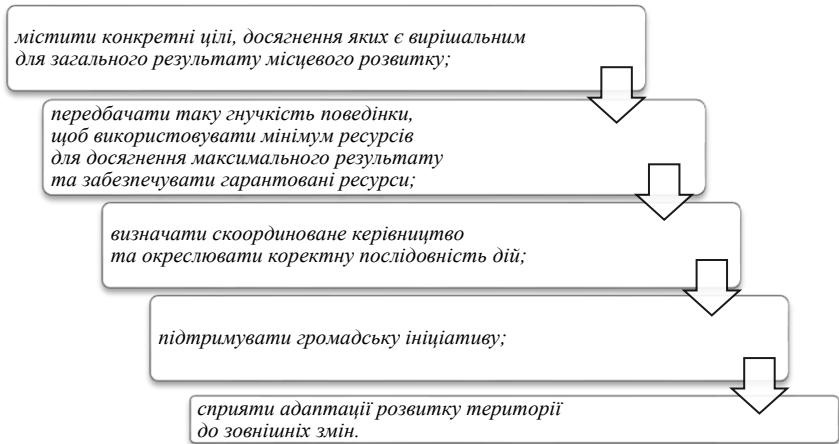 містити конкретні цілі, досягнення яких є вирішальним
для загального результату місцевого розвитку;
передбачати таку гнучкість поведінки,
щоб використовувати мінімум ресурсів
для досягнення максимального результату
та забезпечувати гарантовані ресурси;
визначати скоординоване керівництво
та окреслювати коректну послідовність дій;
підтримувати громадську ініціативу;
сприяти адаптації розвитку території
до зовнішніх змін.